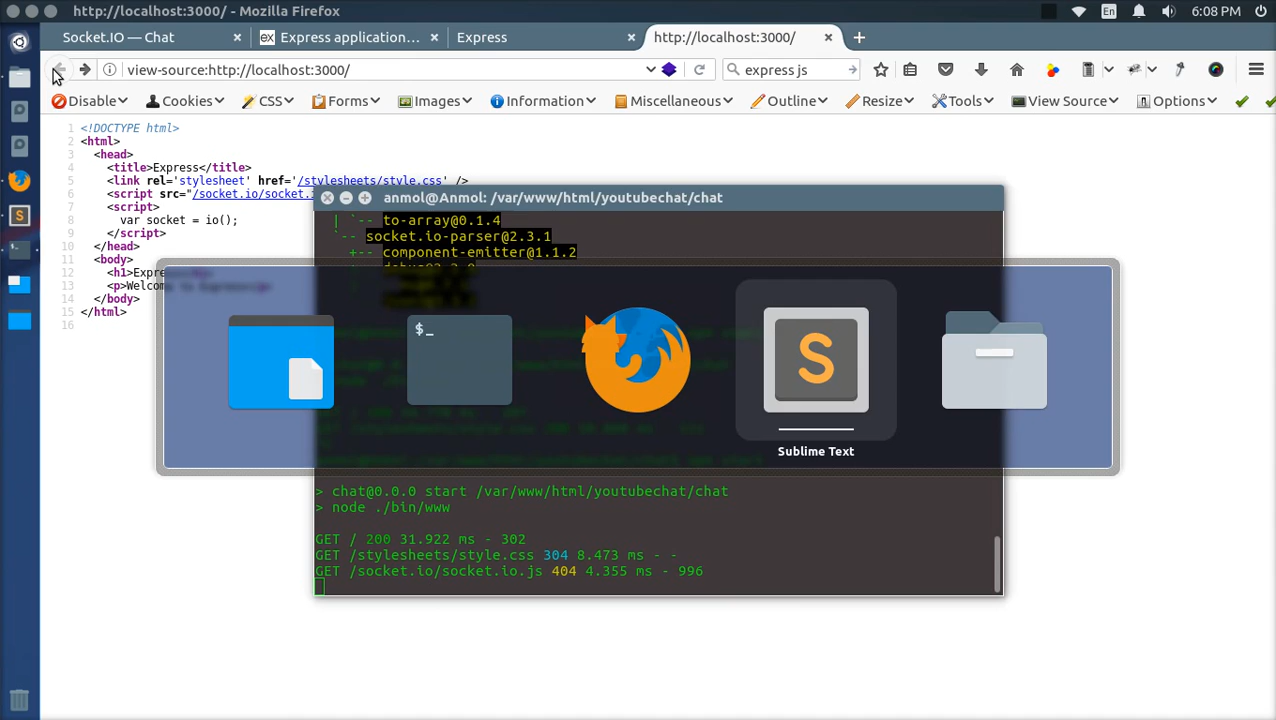 http://localhost:3000/ - Mozilla Firefox
En
6:08 PM
Socket.IO — Chat ×
ex Express application... ×
Express ×
http://localhost:3000/ ×
view-source:http://localhost:3000/
express js
Disable
Cookies
CSS
Forms
Images
Information
Miscellaneous
Outline
Resize
Tools
View Source
Options
1 <!DOCTYPE html>
2 <html>
3 <head>
4 <title>Express</title>
5 <link rel='stylesheet' href='/stylesheets/style.css' />
6 <script src="/socket.io/socket.i
7 <script>
8 var socket = io();
9 </script>
10 </head>
11 <body>
12 <h1>Express</h1>
13 <p>Welcome to Express</p>
14 </body>
15 </html>
16
anmol@Anmol: /var/www/html/youtubechat/chat
| `-- to-array@0.1.4
`-- socket.io-parser@2.3.1
+-- component-emitter@1.1.2
$_
S
Sublime Text
> chat@0.0.0 start /var/www/html/youtubechat/chat
> node ./bin/www
GET / 200 31.922 ms - 302
GET /stylesheets/style.css 304 8.473 ms - -
GET /socket.io/socket.io.js 404 4.355 ms - 996